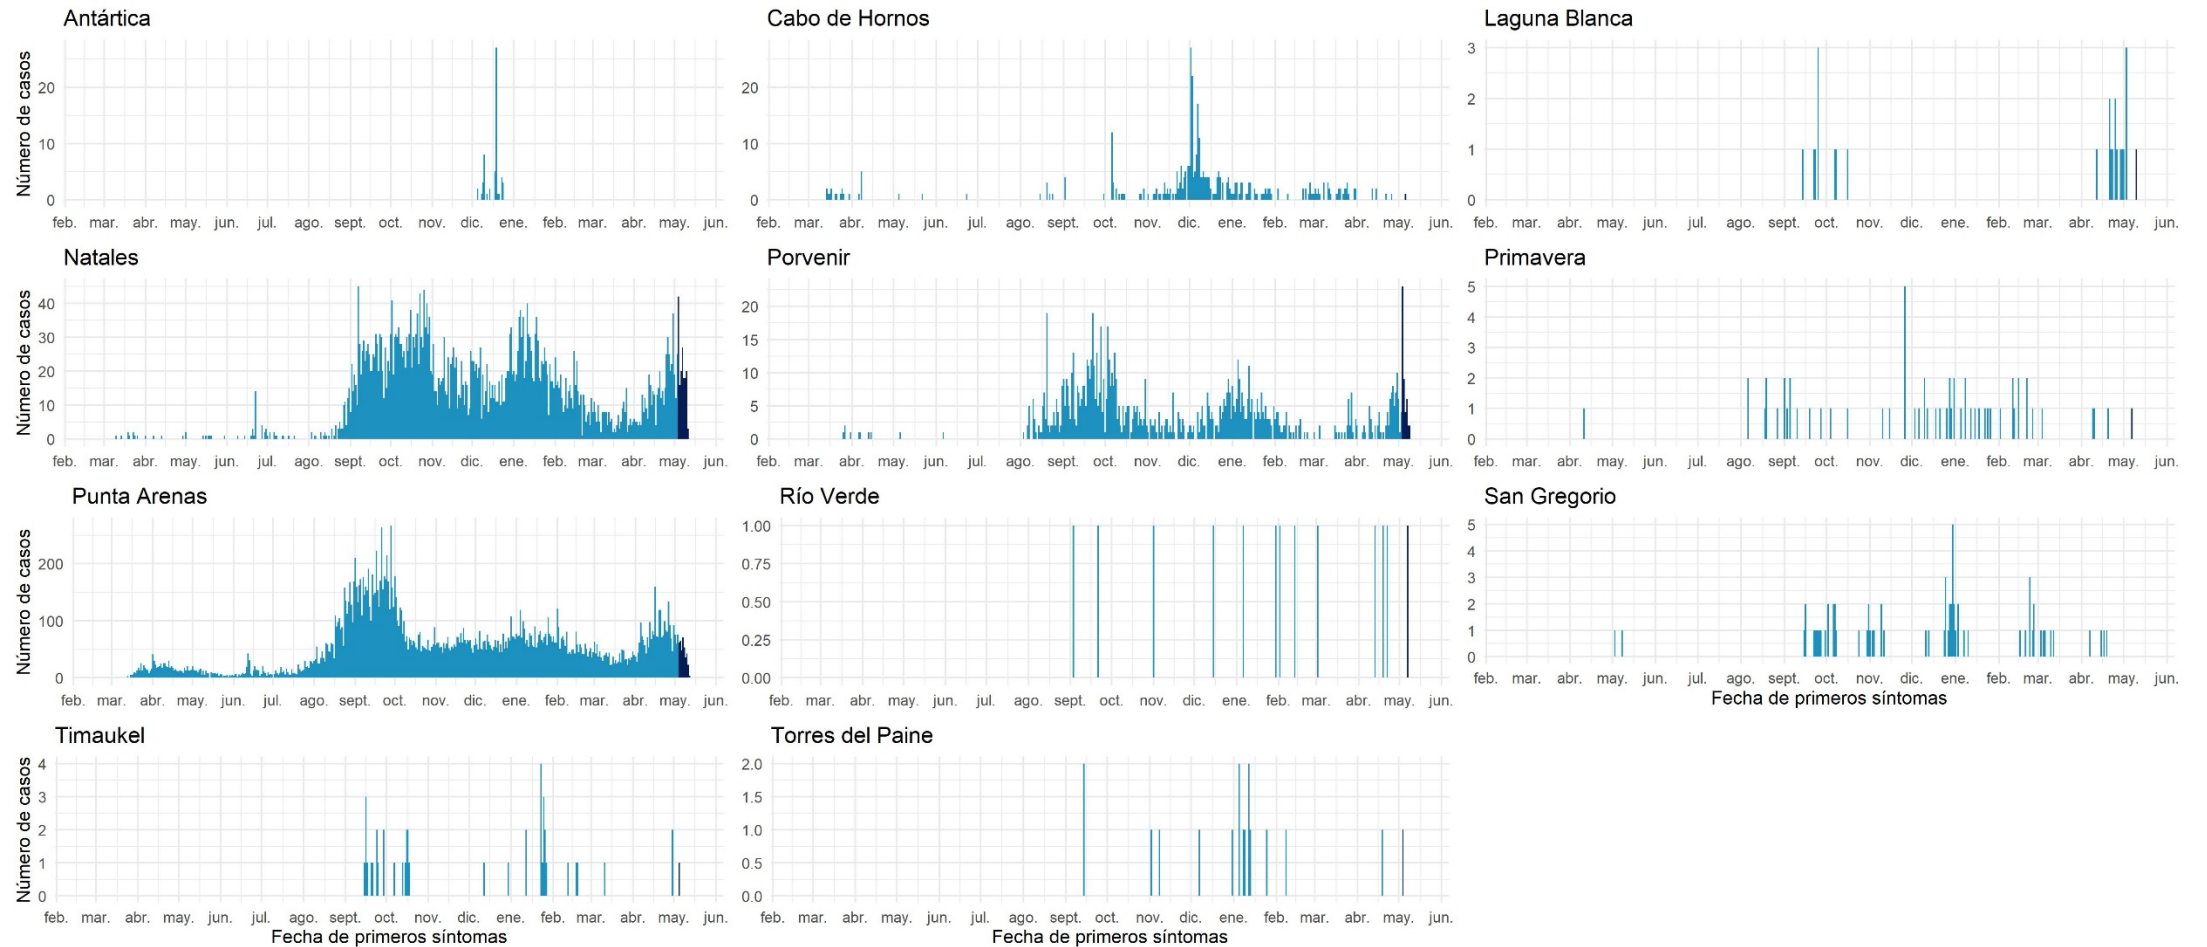 Antártica
Número de casos
20
10
0
feb. mar. abr. may. jun. jul. ago. sept. oct. nov. dic. ene. feb. mar. abr. may. jun.
Cabo de Hornos
20
10
0
feb. mar. abr. may. jun. jul. ago. sept. oct. nov. dic. ene. feb. mar. abr. may. jun.
Laguna Blanca
3
2
1
0
feb. mar. abr. may. jun. jul. ago. sept. oct. nov. dic. ene. feb. mar. abr. may. jun.
Natales
Número de casos
40
30
20
10
0
feb. mar. abr. may. jun. jul. ago. sept. oct. nov. dic. ene. feb. mar. abr. may. jun.
Porvenir
20
15
10
5
0
feb. mar. abr. may. jun. jul. ago. sept. oct. nov. dic. ene. feb. mar. abr. may. jun.
Primavera
5
4
3
2
1
0
feb. mar. abr. may. jun. jul. ago. sept. oct. nov. dic. ene. feb. mar. abr. may. jun.
Punta Arenas
Número de casos
200
100
0
feb. mar. abr. may. jun. jul. ago. sept. oct. nov. dic. ene. feb. mar. abr. may. jun.
Río Verde
1.00
0.75
0.50
0.25
0.00
feb. mar. abr. may. jun. jul. ago. sept. oct. nov. dic. ene. feb. mar. abr. may. jun.
San Gregorio
5
4
3
2
1
0
feb. mar. abr. may. jun. jul. ago. sept. oct. nov. dic. ene. feb. mar. abr. may. jun.
Fecha de primeros síntomas
Timaukel
Número de casos
4
3
2
1
0
feb. mar. abr. may. jun. jul. ago. sept. oct. nov. dic. ene. feb. mar. abr. may. jun.
Fecha de primeros síntomas
Torres del Paine
2.0
1.5
1.0
0.5
0.0
feb. mar. abr. may. jun. jul. ago. sept. oct. nov. dic. ene. feb. mar. abr. may. jun.
Fecha de primeros síntomas